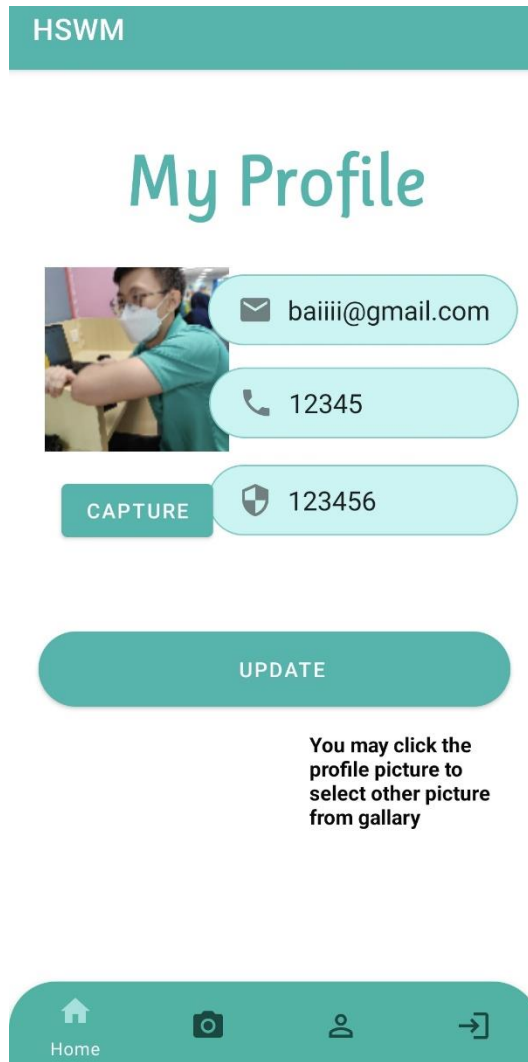 HSWM
My Profile
baiiii@gmail.com
12345
CAPTURE
123456
UPDATE
You may click the
profile picture to
select other picture
from gallary
Home